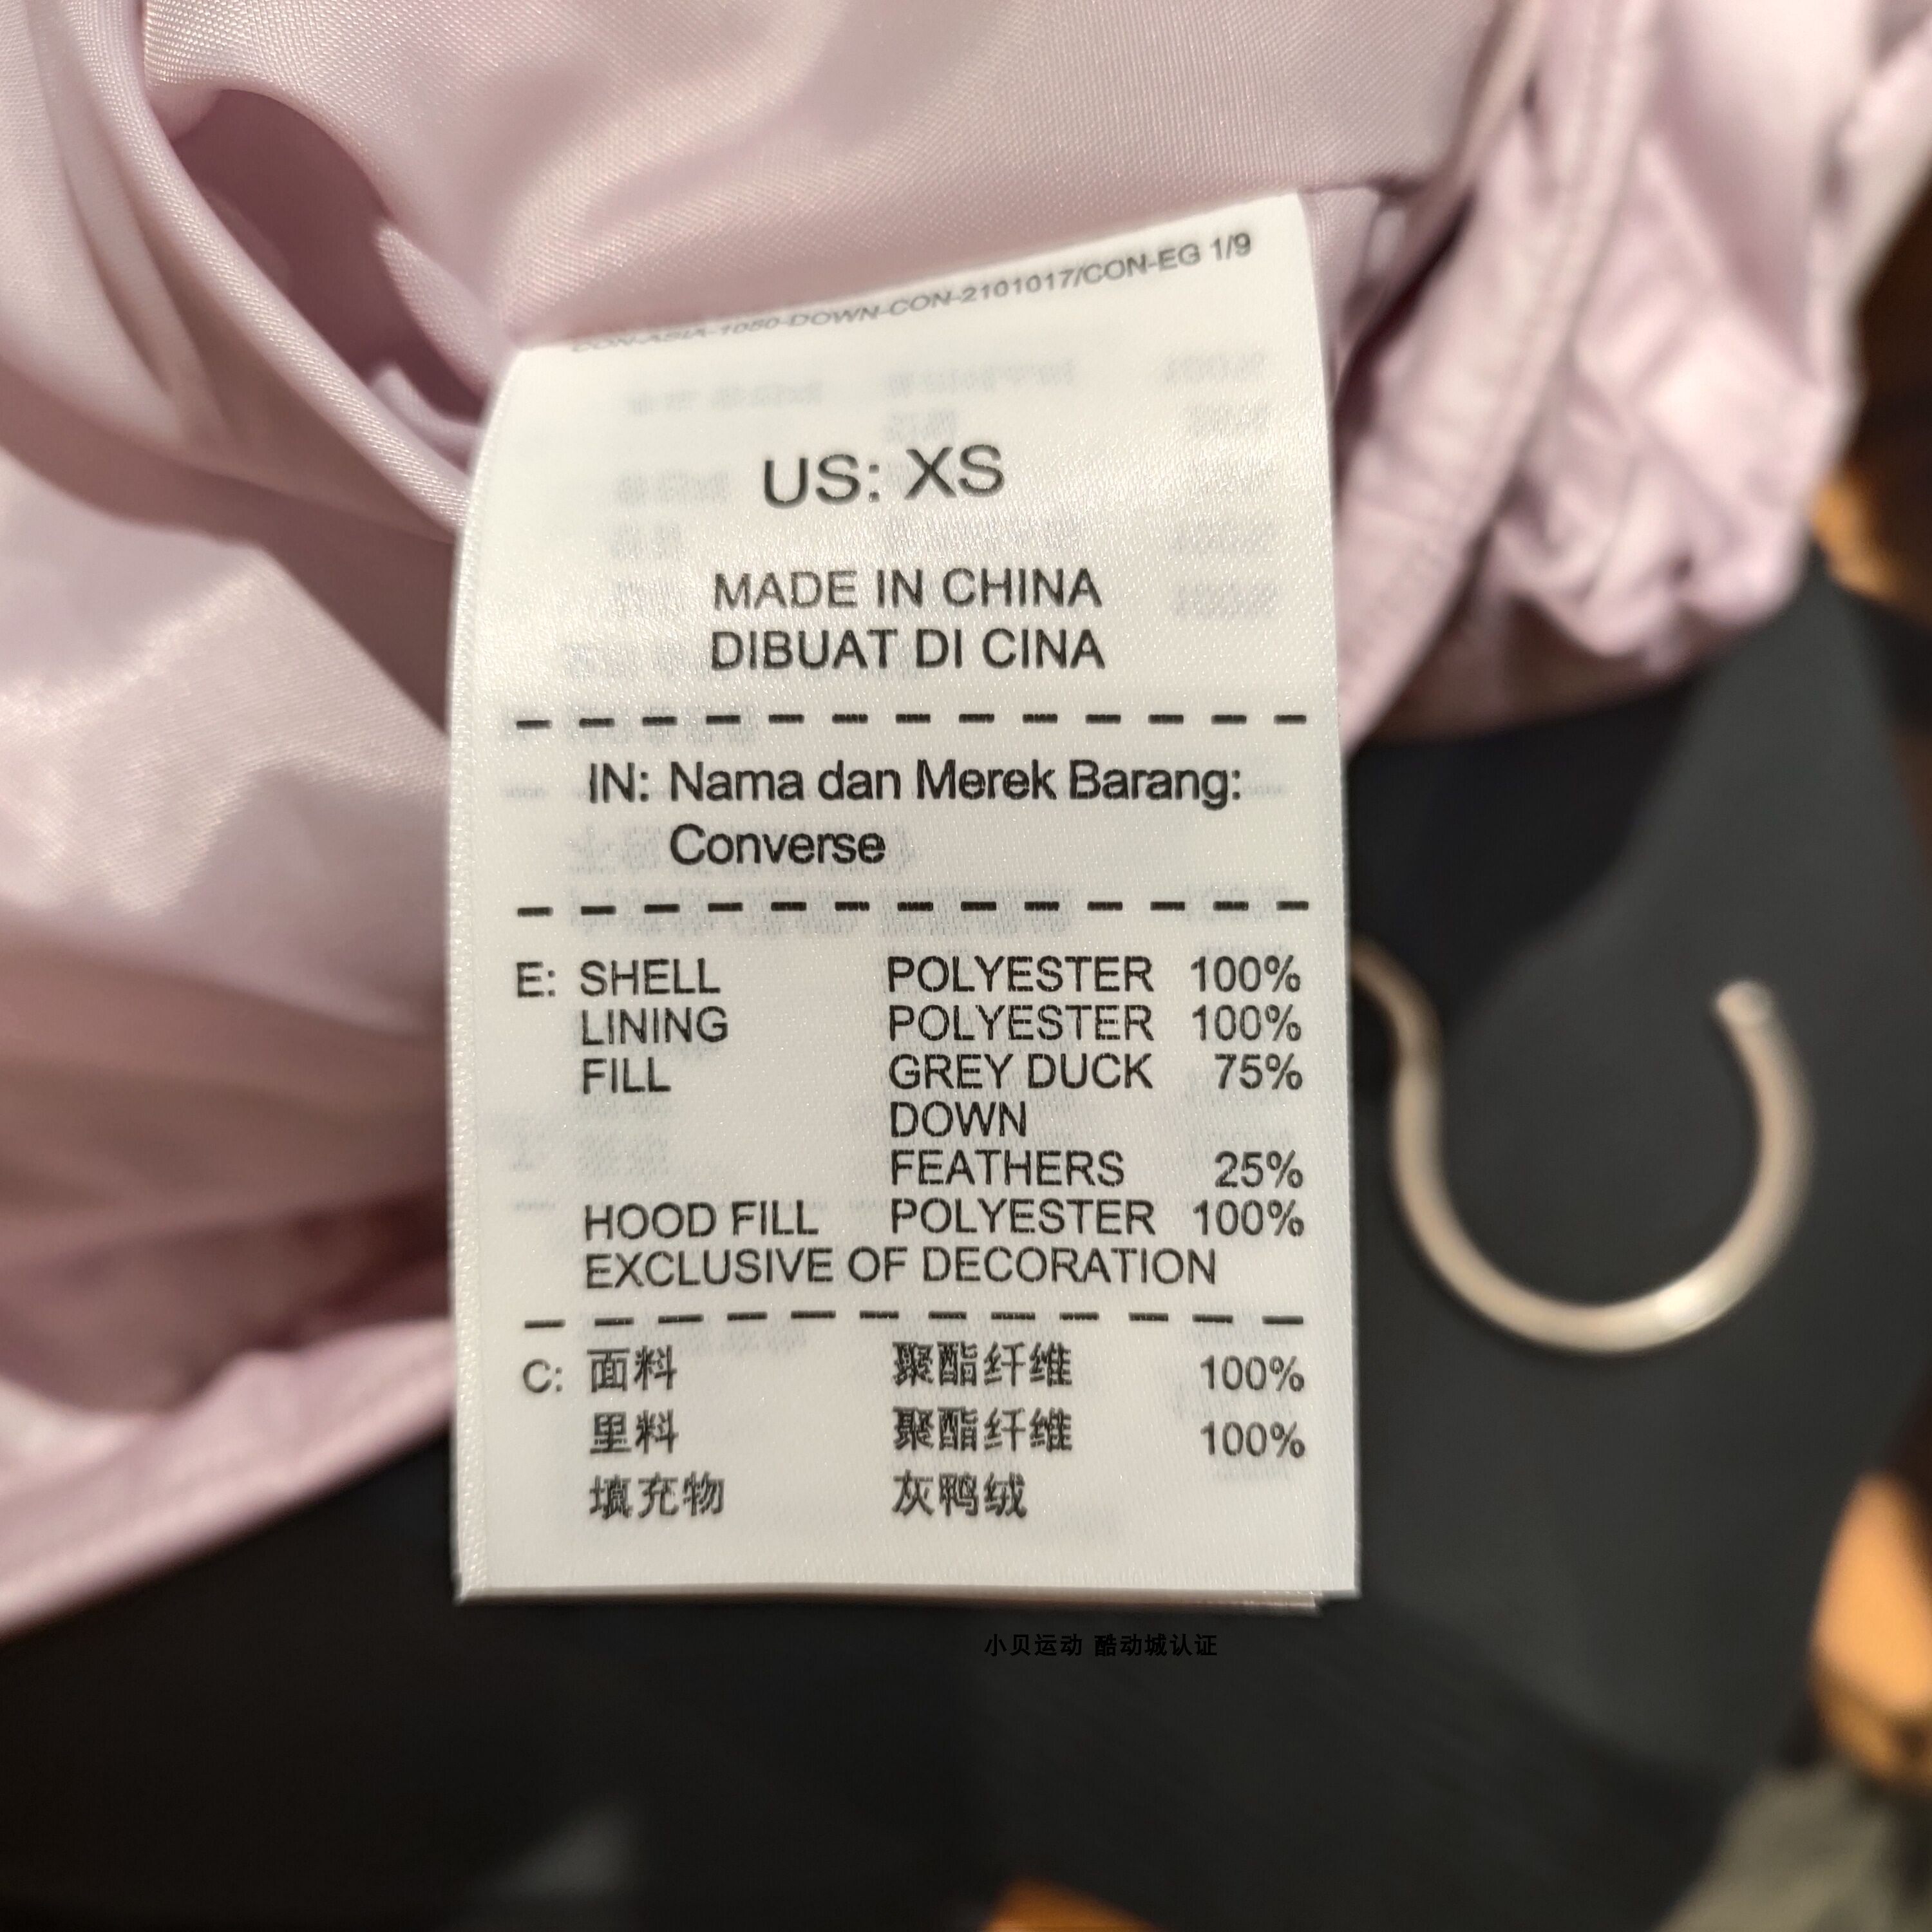 CON-ASIA-1050-DOWN-CON-2101017/CON-EG 1/9
US: XS
MADE IN CHINA
DIBUAT DI CINA
IN: Nama dan Merek Barang:
Converse
E: SHELL POLYESTER 100%
LINING POLYESTER 100%
FILL GREY DUCK 75%
DOWN
FEATHERS 25%
HOOD FILL POLYESTER 100%
EXCLUSIVE OF DECORATION
C: 面料 聚酯纤维 100%
里料 聚酯纤维 100%
填充物 灰鸭绒
小贝运动 酷动城认证